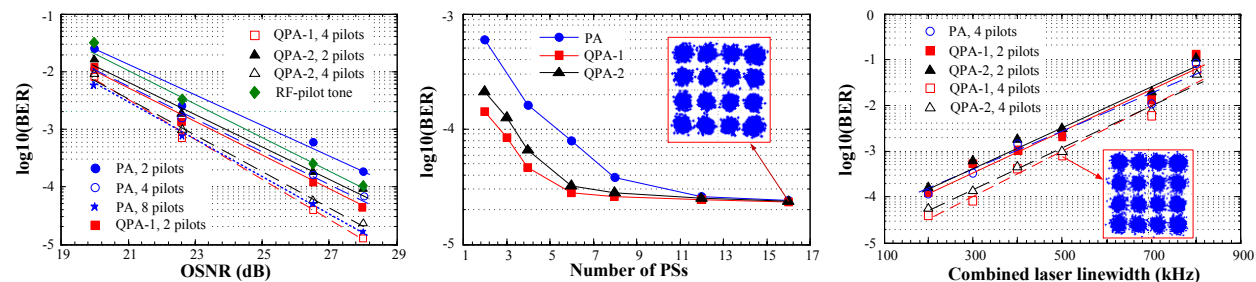 0
-1
-2
-3
-4
-5
log10(BER)
QPA-1, 4 pilots
QPA-2, 2 pilots
QPA-2, 4 pilots
RF-pilot tone
PA, 2 pilots
PA, 4 pilots
PA, 8 pilots
QPA-1, 2 pilots
19 21 23 25 27 29
OSNR (dB)
-3
-4
-5
log10(BER)
PA
QPA-1
QPA-2
1 3 5 7 9 11 13 15 17
Number of PSs
0
-1
-2
-3
-4
-5
log10(BER)
PA, 4 pilots
QPA-1, 2 pilots
QPA-2, 2 pilots
QPA-1, 4 pilots
QPA-2, 4 pilots
100 200 300 400 500 600 700 800 900
Combined laser linewidth (kHz)